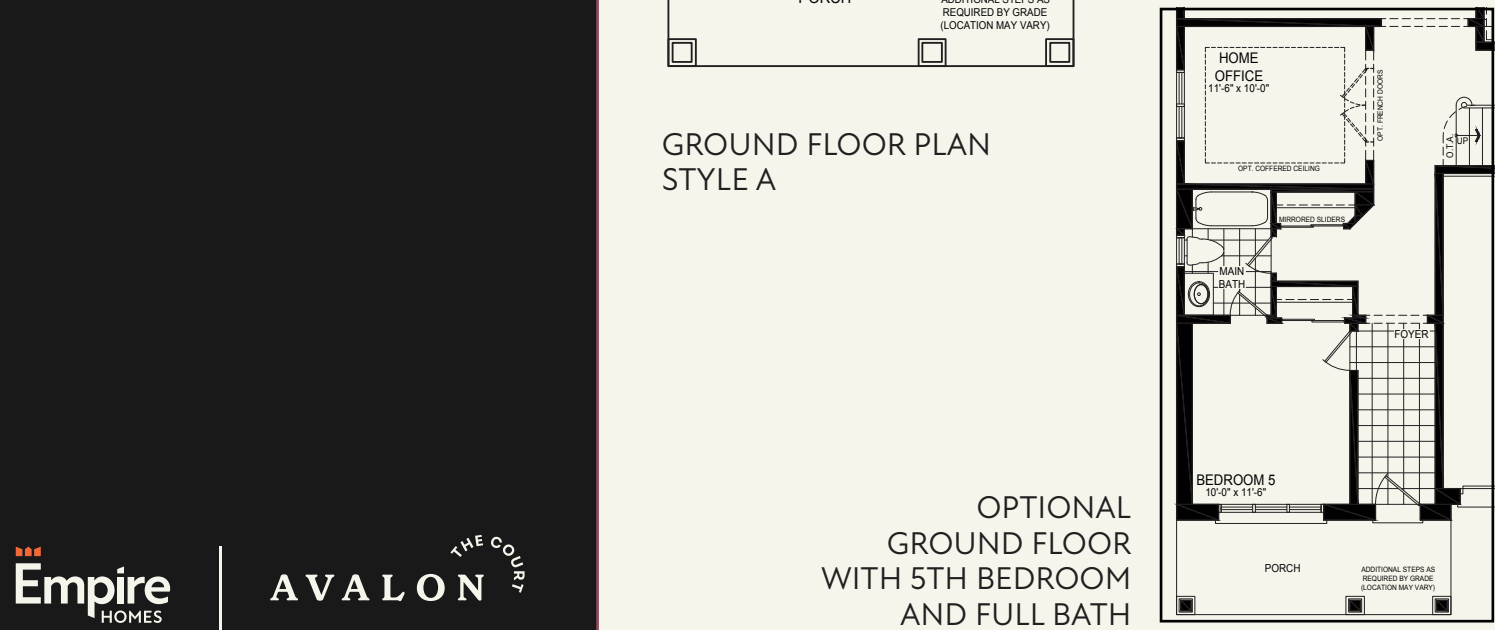 PORCH
ADDITIONAL STEPS AS
REQUIRED BY GRADE
(LOCATION MAY VARY)
GROUND FLOOR PLAN
STYLE A
OPTIONAL
GROUND FLOOR
WITH 5TH BEDROOM
AND FULL BATH
HOME
OFFICE
11'-6" x 10'-0"
OPT. FRENCH DOORS
OPT. COFFERED CEILING
O.T.A.
UP
MIRRORED SLIDERS
MAIN
BATH
FOYER
BEDROOM 5
10'-0" x 11'-6"
PORCH
ADDITIONAL STEPS AS
REQUIRED BY GRADE
(LOCATION MAY VARY)
Empire
HOMES
AVALON
THE COURT